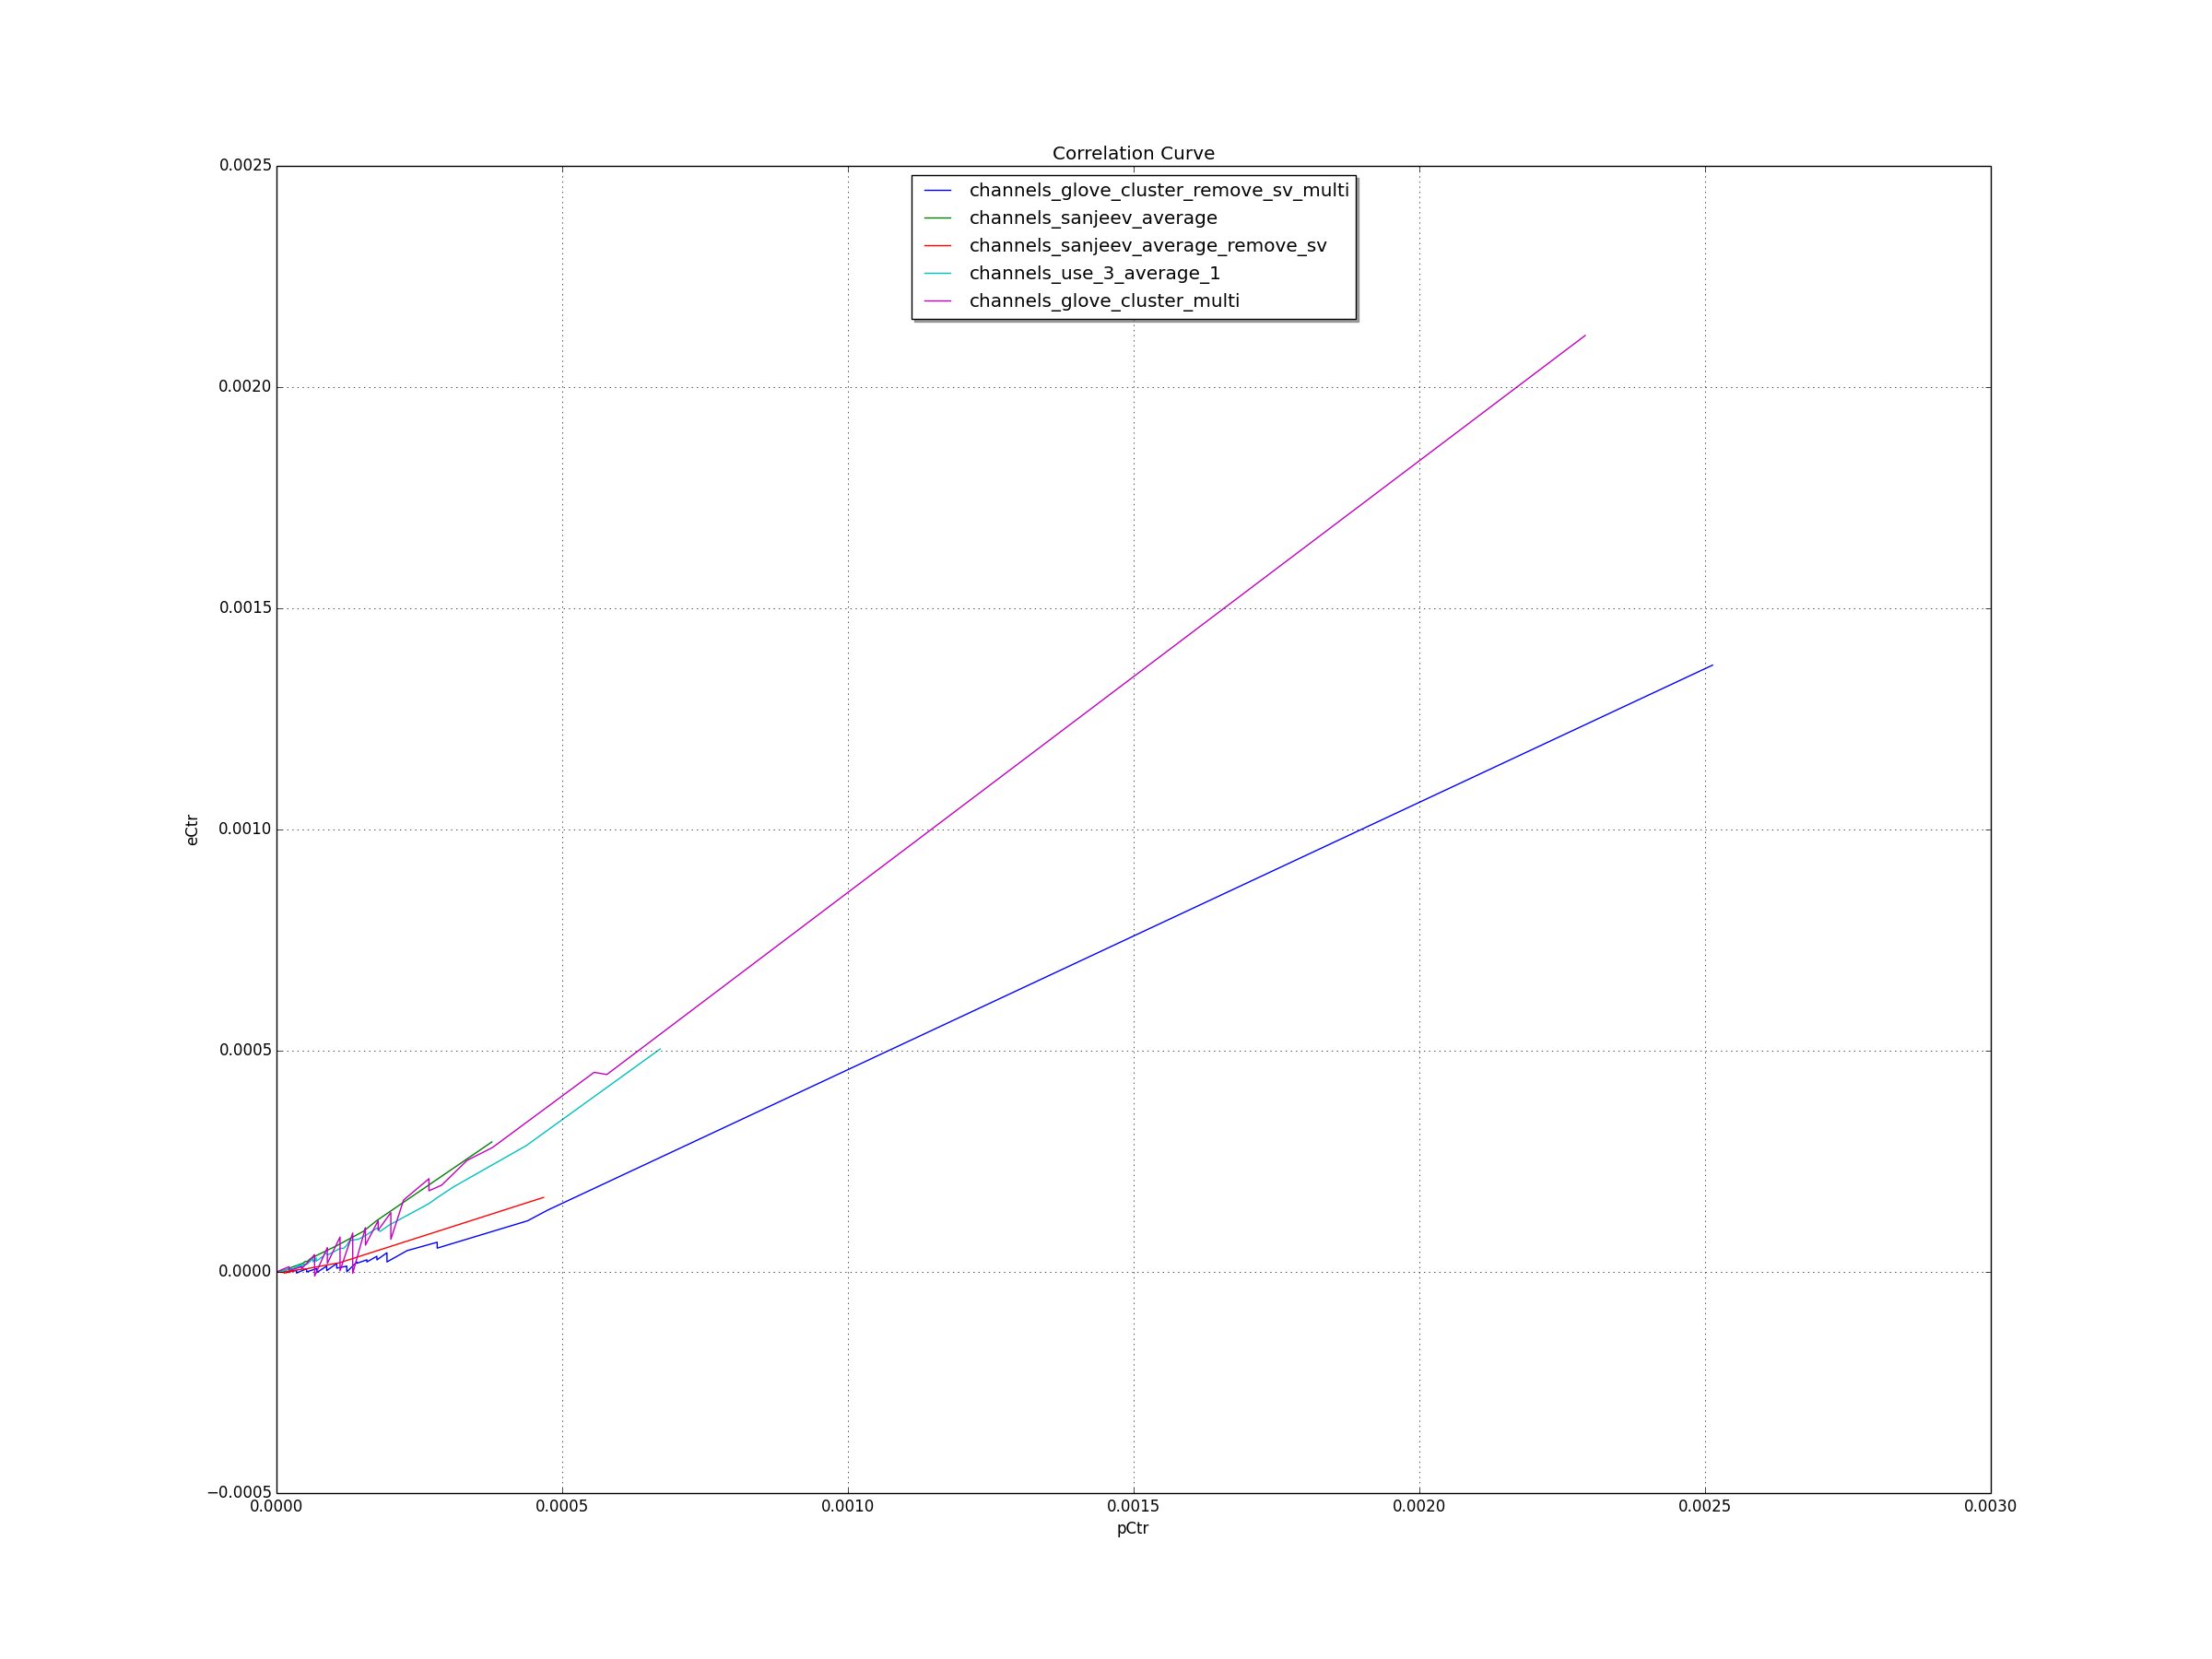 Correlation Curve
channels_glove_cluster_remove_sv_multi
channels_sanjeev_average
channels_sanjeev_average_remove_sv
channels_use_3_average_1
channels_glove_cluster_multi
0.0025
0.0020
0.0015
0.0010
0.0005
0.0000
−0.0005
eCtr
0.0000 0.0005 0.0010 0.0015 0.0020 0.0025 0.0030
pCtr